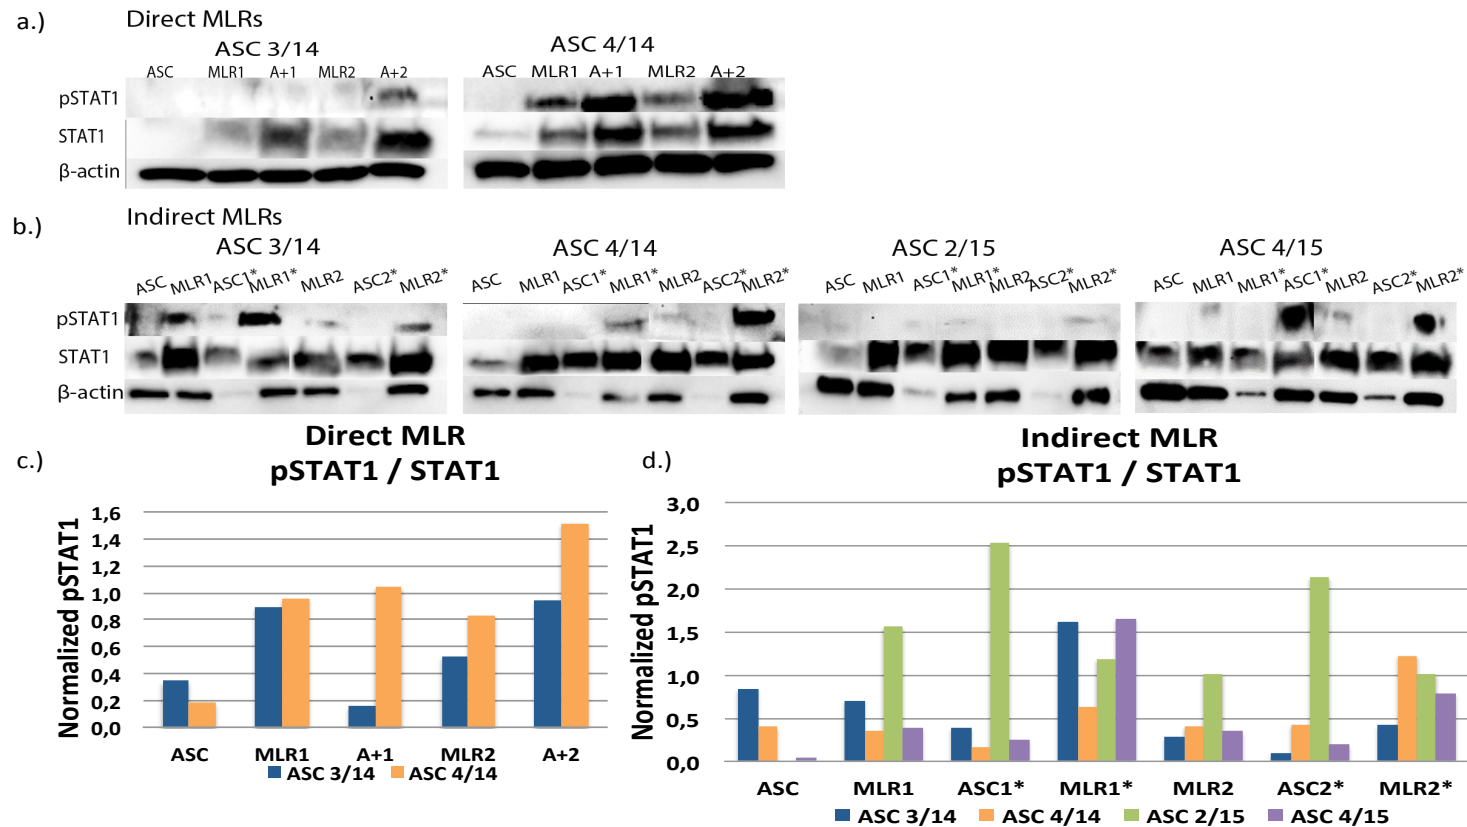 a.) Direct MLRs
ASC 3/14 ASC 4/14
ASC MLR1 A+1 MLR2 A+2 ASC MLR1 A+1 MLR2 A+2
pSTAT1
STAT1
β-actin
b.) Indirect MLRs
ASC 3/14 ASC 4/14 ASC 2/15 ASC 4/15
ASC MLR1 ASC1* MLR1* MLR2 ASC2* MLR2* ASC MLR1 ASC1* MLR1* MLR2 ASC2* MLR2* ASC MLR1 ASC1* MLR1* MLR2 ASC2* MLR2* ASC MLR1 MLR1* ASC1* MLR2 ASC2* MLR2*
pSTAT1
STAT1
β-actin
c.) Direct MLR
pSTAT1 / STAT1
Normalized pSTAT1
1,6
1,4
1,2
1,0
0,8
0,6
0,4
0,2
0,0
ASC MLR1 A+1 MLR2 A+2
ASC 3/14 ASC 4/14
d.) Indirect MLR
pSTAT1 / STAT1
Normalized pSTAT1
3,0
2,5
2,0
1,5
1,0
0,5
0,0
ASC MLR1 ASC1* MLR1* MLR2 ASC2* MLR2*
ASC 3/14 ASC 4/14 ASC 2/15 ASC 4/15